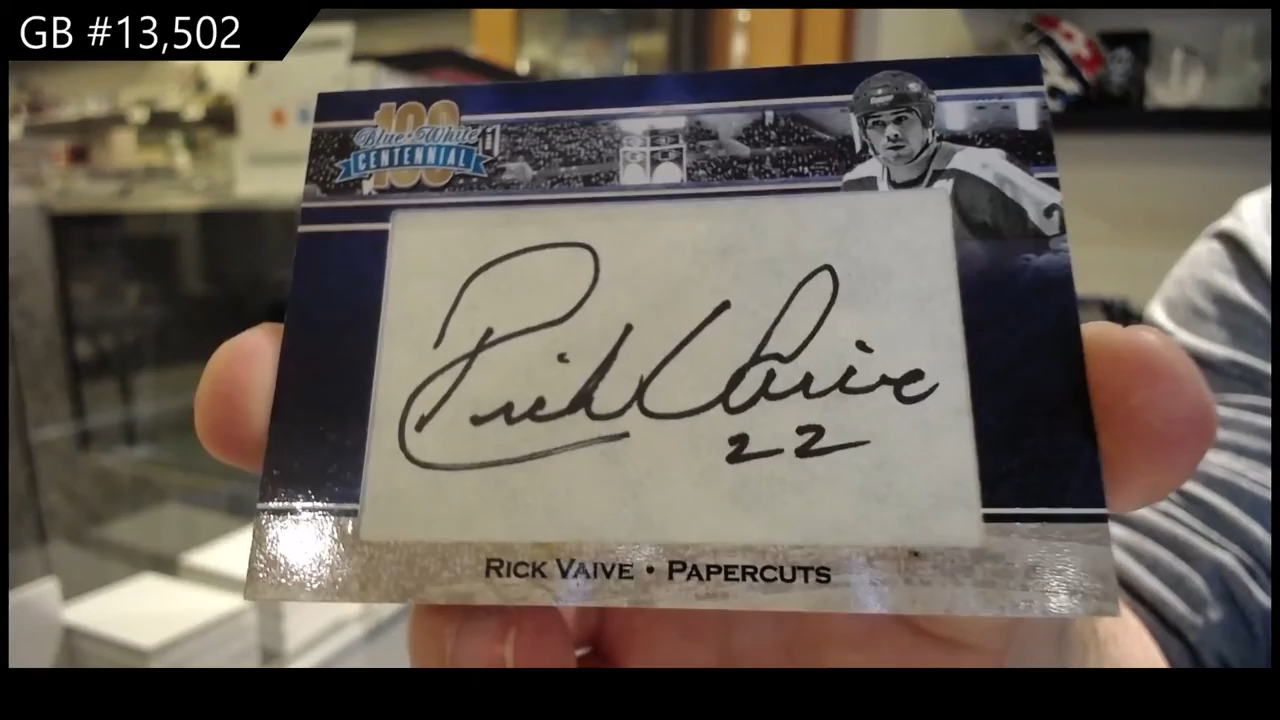 GB #13,502
100
Blue • White
CENTENNIAL
Rick Vaive
22
RICK VAIVE • PAPERCUTS